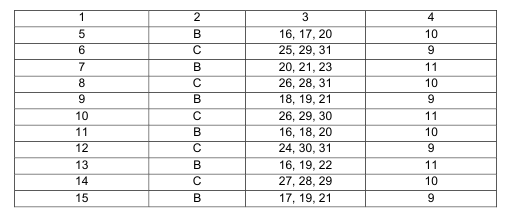 1 2 3 4
5 B 16, 17, 20 10
6 C 25, 29, 31 9
7 B 20, 21, 23 11
8 C 26, 28, 31 10
9 B 18, 19, 21 9
10 C 26, 29, 30 11
11 B 16, 18, 20 10
12 C 24, 30, 31 9
13 B 16, 19, 22 11
14 C 27, 28, 29 10
15 B 17, 19, 21 9